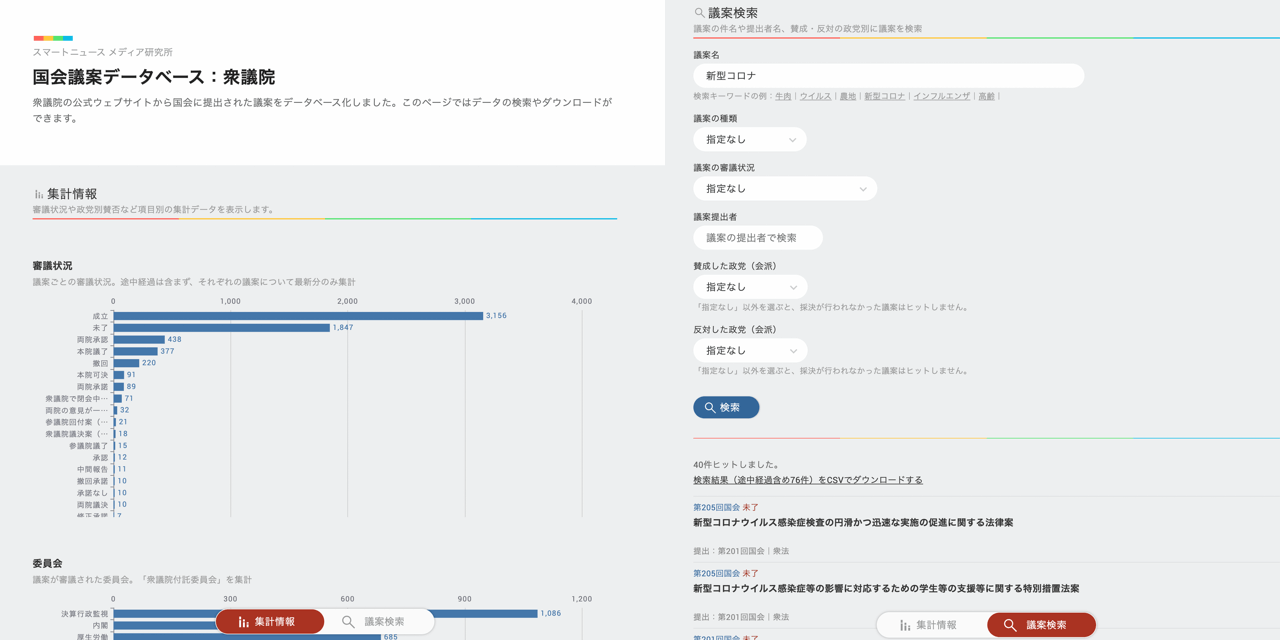 スマートニュース メディア研究所
国会議案データベース：衆議院
衆議院の公式ウェブサイトから国会に提出された議案をデータベース化しました。このページではデータの検索やダウンロードが
できます。
集計情報
審議状況や政党別賛否など項目別の集計データを表示します。
審議状況
議案ごとの審議状況。途中経過は含まず、それぞれの議案について最新分のみ集計
0 1,000 2,000 3,000 4,000
成立 3,156
未了 1,847
両院承認 438
本院議了 377
撤回 220
本院可決 91
両院承諾 89
衆議院で閉会中… 71
両院の意見が一… 32
参議院回付案（… 21
衆議院議決案（… 18
参議院議了 15
承認 12
中間報告 11
撤回承諾 10
承諾なし 10
両院議決 10
修正承諾 7
委員会
議案が審議された委員会。「衆議院付託委員会」を集計
0 300 600 900 1,200
決算行政監視 1,086
内閣
厚生労働 685
集計情報 議案検索
議案検索
議案の件名や提出者名、賛成・反対の政党別に議案を検索
議案名
新型コロナ
検索キーワードの例：牛肉｜ウイルス｜農地｜新型コロナ｜インフルエンザ｜高齢｜
議案の種類
指定なし
議案の審議状況
指定なし
議案提出者
議案の提出者で検索
賛成した政党（会派）
指定なし
「指定なし」以外を選ぶと、採決が行われなかった議案はヒットしません。
反対した政党（会派）
指定なし
「指定なし」以外を選ぶと、採決が行われなかった議案はヒットしません。
検索
40件ヒットしました。
検索結果（途中経過含め76件）をCSVでダウンロードする
第205回国会 未了
新型コロナウイルス感染症検査の円滑かつ迅速な実施の促進に関する法律案
提出：第201回国会｜衆法
第205回国会 未了
新型コロナウイルス感染症等の影響に対応するための学生等の支援等に関する特別措置法案
提出：第201回国会｜衆法
集計情報 議案検索
第205回国会 未了